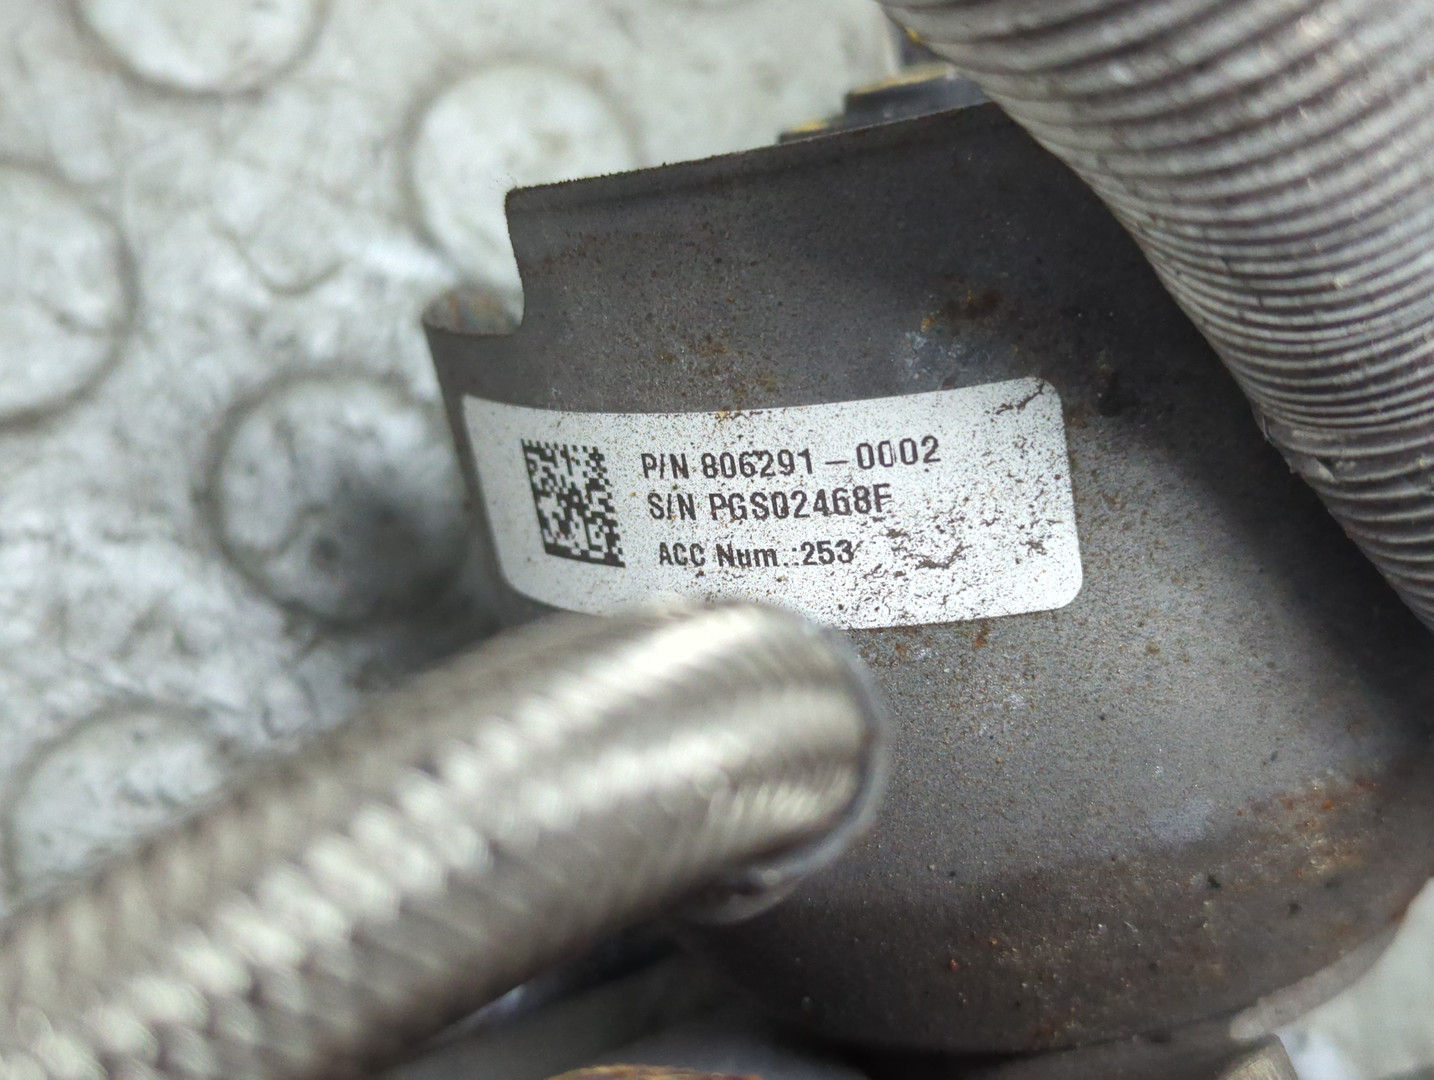 P/N 806291-0002
S/N PGS02468F
ACC Num.:253